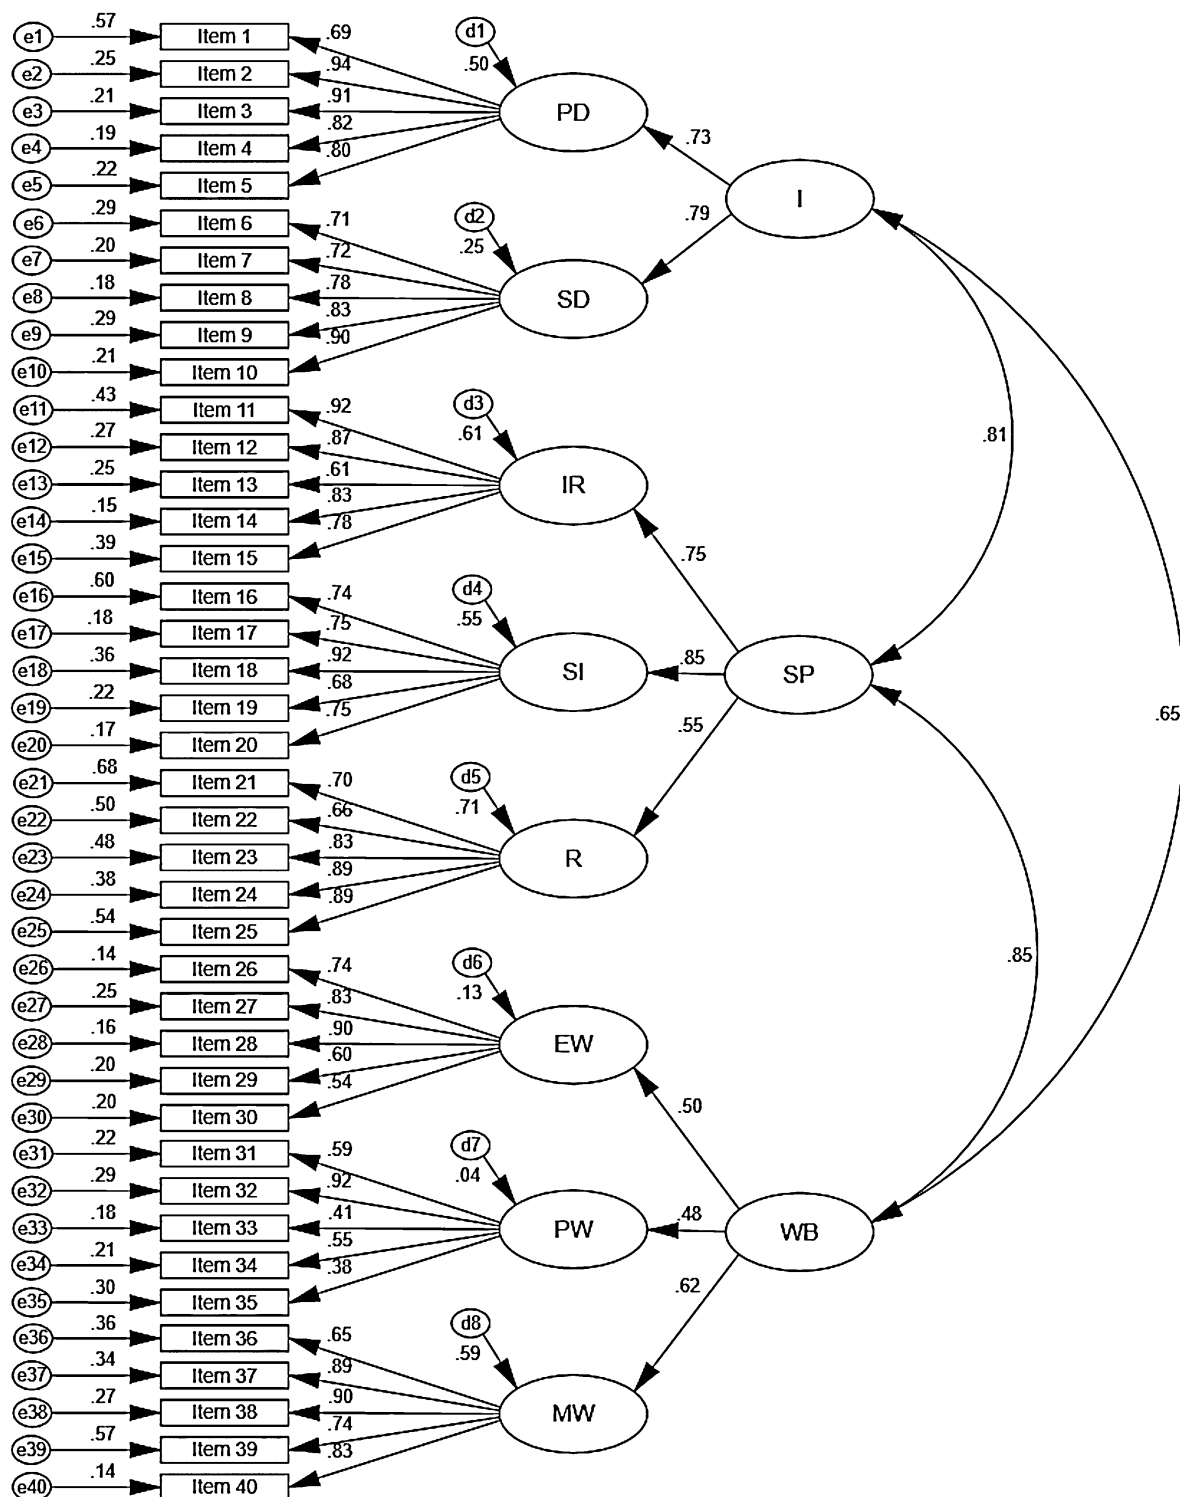 e1 .57 Item 1 .69
e2 .25 Item 2 .94
e3 .21 Item 3 .91
e4 .19 Item 4 .82
e5 .22 Item 5 .80
d1
.50
PD
.73
I
.79
e6 .29 Item 6 .71
e7 .20 Item 7 .72
e8 .18 Item 8 .78
e9 .29 Item 9 .83
e10 .21 Item 10 .90
d2
.25
SD
.81
e11 .43 Item 11 .92
e12 .27 Item 12 .87
e13 .25 Item 13 .61
e14 .15 Item 14 .83
e15 .39 Item 15 .78
d3
.61
IR
.75
e16 .60 Item 16 .74
e17 .18 Item 17 .75
e18 .36 Item 18 .92
e19 .22 Item 19 .68
e20 .17 Item 20 .75
d4
.55
SI
.85
SP
.55
.65
e21 .68 Item 21 .70
e22 .50 Item 22 .66
e23 .48 Item 23 .83
e24 .38 Item 24 .89
e25 .54 Item 25 .89
d5
.71
R
.85
e26 .14 Item 26 .74
e27 .25 Item 27 .83
e28 .16 Item 28 .90
e29 .20 Item 29 .60
e30 .20 Item 30 .54
d6
.13
EW
.50
e31 .22 Item 31 .59
e32 .29 Item 32 .92
e33 .18 Item 33 .41
e34 .21 Item 34 .55
e35 .30 Item 35 .38
d7
.04
PW
.48
WB
.62
e36 .36 Item 36 .65
e37 .34 Item 37 .89
e38 .27 Item 38 .90
e39 .57 Item 39 .74
e40 .14 Item 40 .83
d8
.59
MW